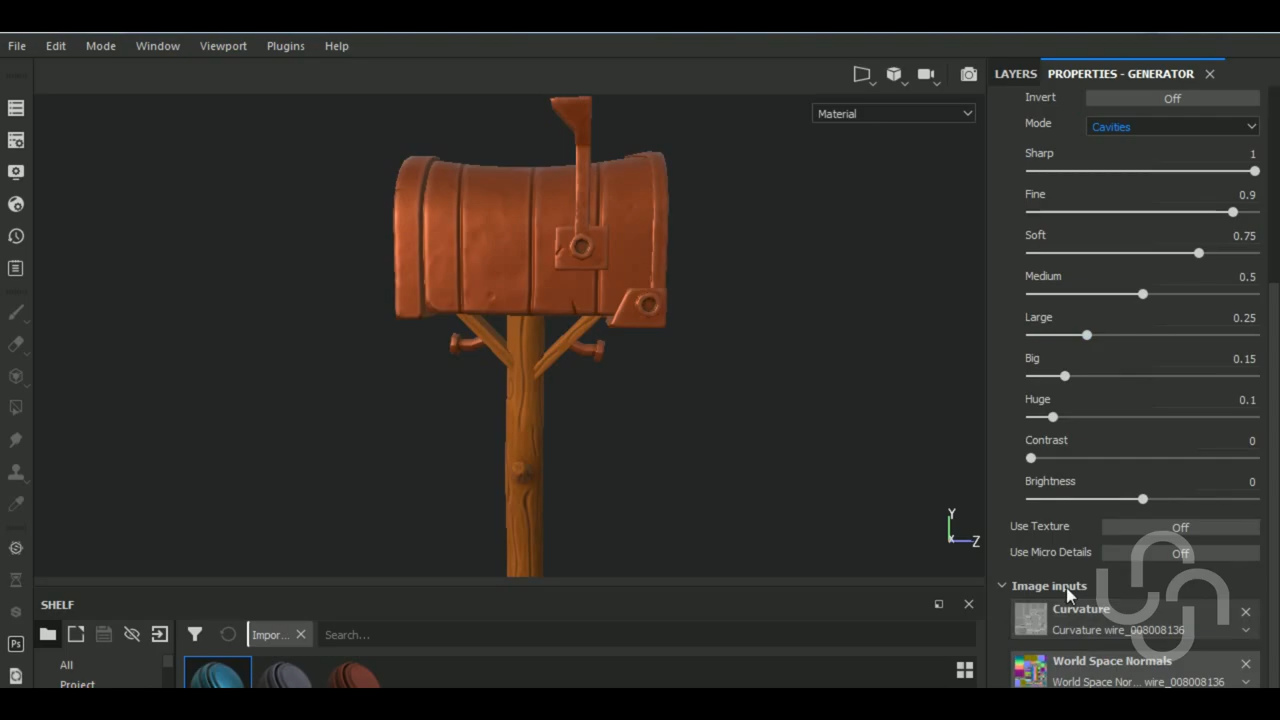 File Edit Mode Window Viewport Plugins Help
LAYERS PROPERTIES - GENERATOR
Material
Invert Off
Mode Cavities
Sharp 1
Fine 0.9
Soft 0.75
Medium 0.5
Large 0.25
Big 0.15
Huge 0.1
Contrast 0
Brightness 0
Use Texture Off
Use Micro Details Off
Image inputs
Curvature
Curvature wire_008008136
World Space Normals
World Space Nor... wire_008008136
Y
X Z
SHELF
Impor... Search...
All
Project
Ps